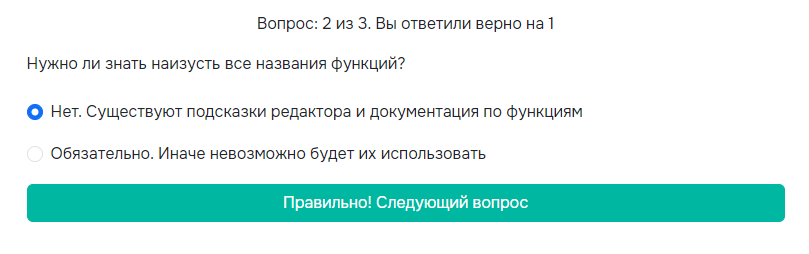 Вопрос: 2 из 3. Вы ответили верно на 1
Нужно ли знать наизусть все названия функций?
Нет. Существуют подсказки редактора и документация по функциям
Обязательно. Иначе невозможно будет их использовать
Правильно! Следующий вопрос